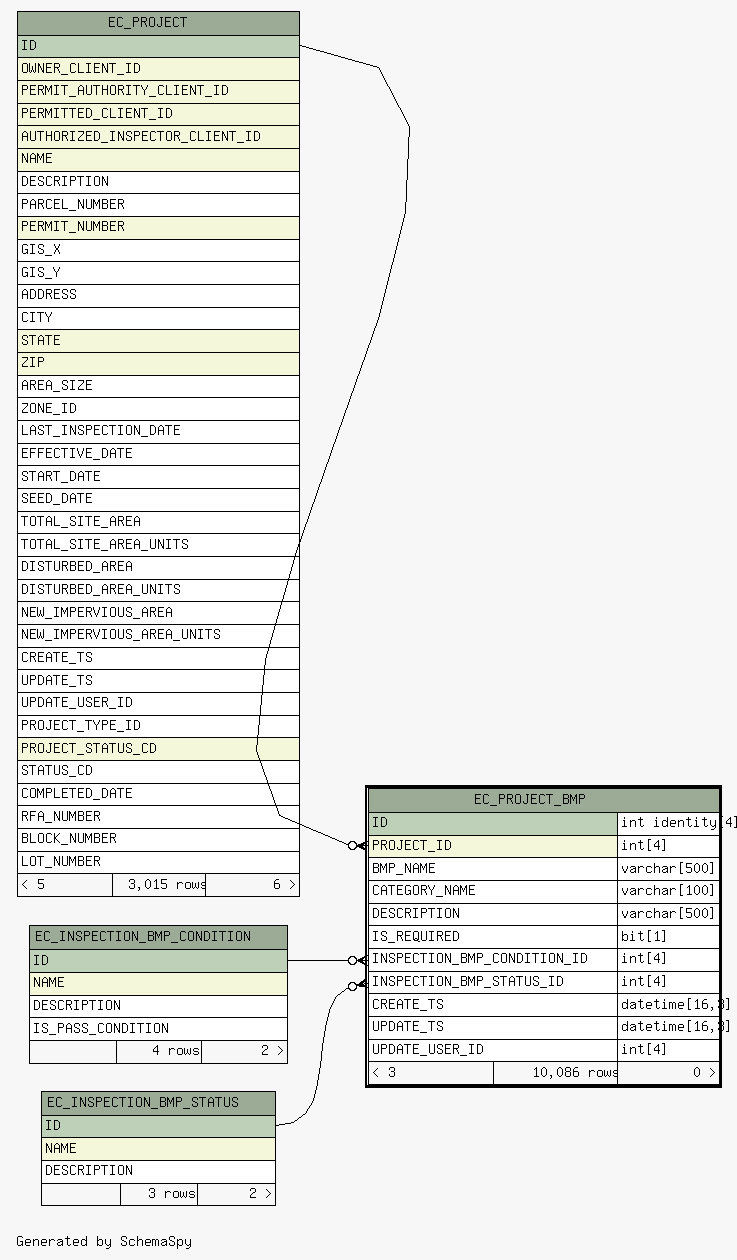 EC_PROJECT
ID
OWNER_CLIENT_ID
PERMIT_AUTHORITY_CLIENT_ID
PERMITTED_CLIENT_ID
AUTHORIZED_INSPECTOR_CLIENT_ID
NAME
DESCRIPTION
PARCEL_NUMBER
PERMIT_NUMBER
GIS_X
GIS_Y
ADDRESS
CITY
STATE
ZIP
AREA_SIZE
ZONE_ID
LAST_INSPECTION_DATE
EFFECTIVE_DATE
START_DATE
SEED_DATE
TOTAL_SITE_AREA
TOTAL_SITE_AREA_UNITS
DISTURBED_AREA
DISTURBED_AREA_UNITS
NEW_IMPERVIOUS_AREA
NEW_IMPERVIOUS_AREA_UNITS
CREATE_TS
UPDATE_TS
UPDATE_USER_ID
PROJECT_TYPE_ID
PROJECT_STATUS_CD
STATUS_CD
COMPLETED_DATE
RFA_NUMBER
BLOCK_NUMBER
LOT_NUMBER
< 5 3,015 rows 6 >
EC_PROJECT_BMP
ID int identity[4]
PROJECT_ID int[4]
BMP_NAME varchar[500]
CATEGORY_NAME varchar[100]
DESCRIPTION varchar[500]
IS_REQUIRED bit[1]
INSPECTION_BMP_CONDITION_ID int[4]
INSPECTION_BMP_STATUS_ID int[4]
CREATE_TS datetime[16,3]
UPDATE_TS datetime[16,3]
UPDATE_USER_ID int[4]
< 3 10,086 rows 0 >
EC_INSPECTION_BMP_CONDITION
ID
NAME
DESCRIPTION
IS_PASS_CONDITION
4 rows 2 >
EC_INSPECTION_BMP_STATUS
ID
NAME
DESCRIPTION
3 rows 2 >
Generated by SchemaSpy